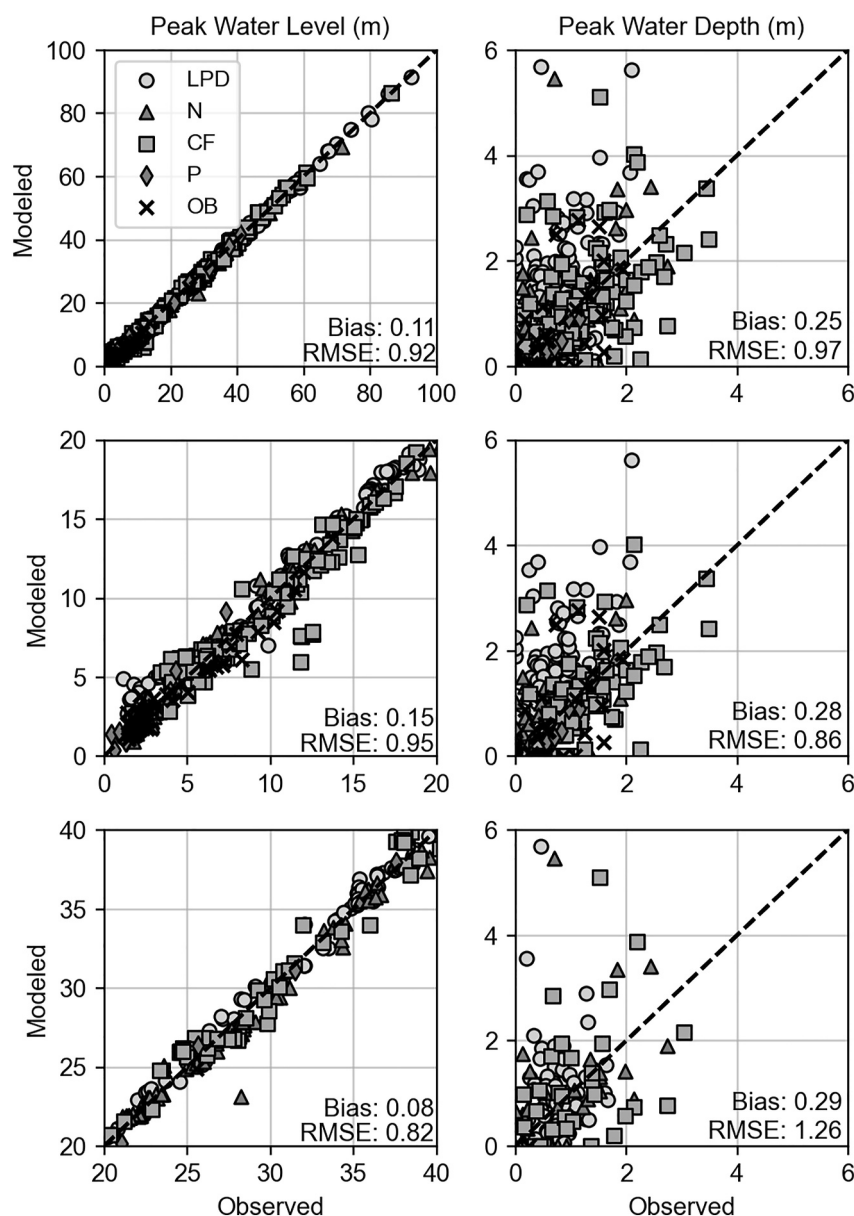 Peak Water Level (m)
Peak Water Depth (m)
100
80
60
40
20
0
Modeled
LPD
N
CF
P
OB
Bias: 0.11
RMSE: 0.92
0 20 40 60 80 100
6
4
2
0
Bias: 0.25
RMSE: 0.97
0 2 4 6
20
15
10
5
0
Modeled
Bias: 0.15
RMSE: 0.95
0 5 10 15 20
6
4
2
0
Bias: 0.28
RMSE: 0.86
0 2 4 6
40
35
30
25
20
Modeled
Bias: 0.08
RMSE: 0.82
20 25 30 35 40
Observed
6
4
2
0
Bias: 0.29
RMSE: 1.26
0 2 4 6
Observed